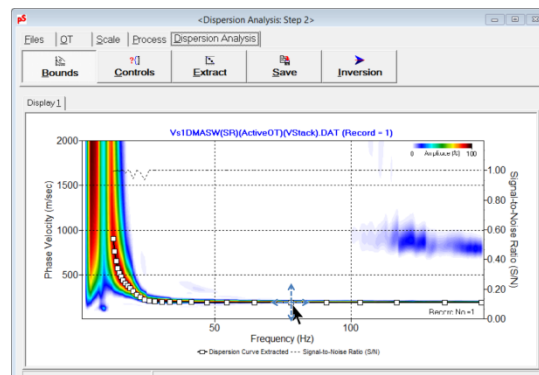 pS
<Dispersion Analysis: Step 2>
Files OT Scale Process Dispersion Analysis
Bounds Controls Extract Save Inversion
Display 1
Vs1DMASW(SR)(ActiveOT)(VStack).DAT (Record = 1)
2000
1500
1000
500
Phase Velocity (m/sec)
0 Amplitude (%) 100
1.00
0.80
0.60
0.40
0.20
0.00
Signal-to-Noise Ratio (S/N)
Record No=1
50 100
Frequency (Hz)
Dispersion Curve Extracted Signal-to-Noise Ratio (S/N)